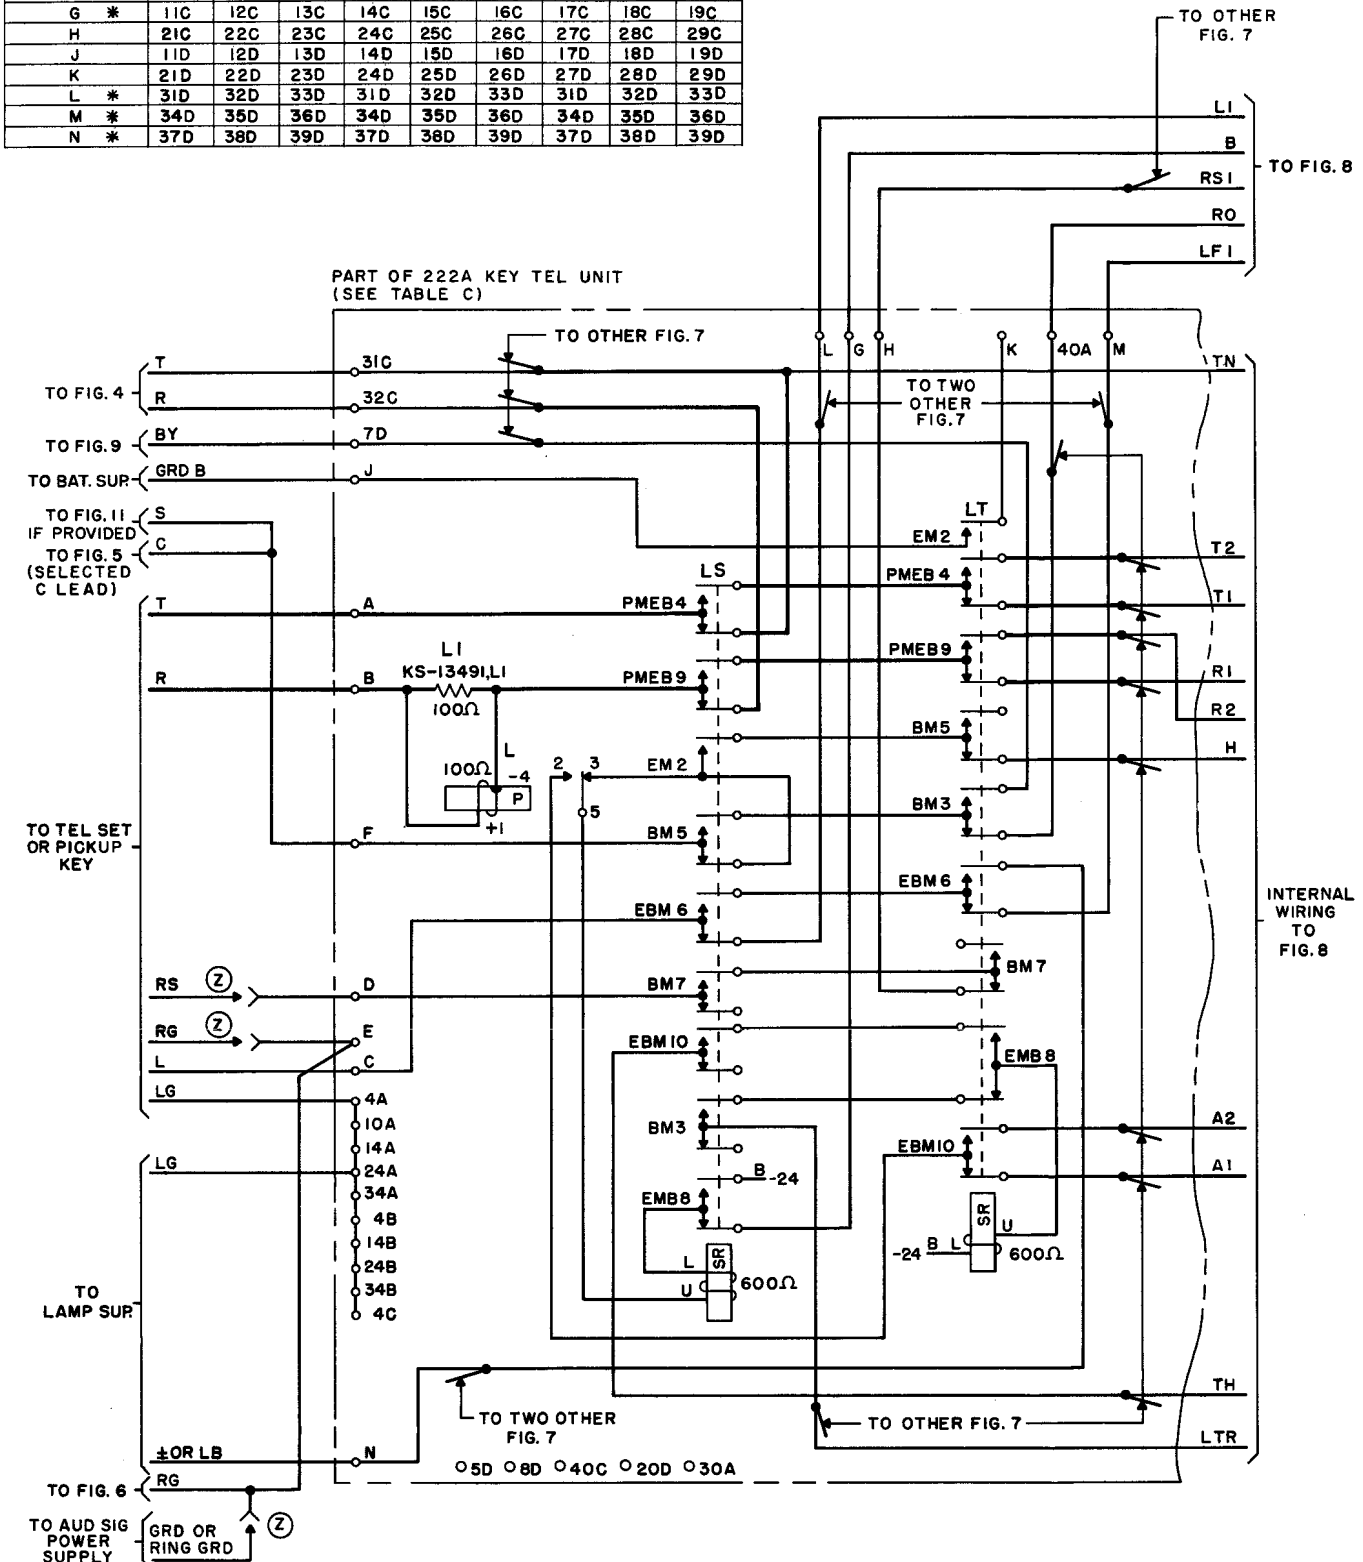 G * 11C 12C 13C 14C 15C 16C 17C 18C 19C
H 21C 22C 23C 24C 25C 26C 27C 28C 29C
J 11D 12D 13D 14D 15D 16D 17D 18D 19D
K 21D 22D 23D 24D 25D 26D 27D 28D 29D
L * 31D 32D 33D 31D 32D 33D 31D 32D 33D
M * 34D 35D 36D 34D 35D 36D 34D 35D 36D
N * 37D 38D 39D 37D 38D 39D 37D 38D 39D
TO OTHER
FIG. 7
L1
B
RS1
RO
LF1
TO FIG. 8
PART OF 222A KEY TEL UNIT
(SEE TABLE C)
TO OTHER FIG. 7
L G H K 40A M
TN
TO TWO
OTHER
FIG.7
TO FIG. 4
T 31C
R 32C
TO FIG.9
BY 7D
TO BAT. SUP.
GRD B J
TO FIG. 11
IF PROVIDED
S
TO FIG. 5
(SELECTED
C LEAD)
C
TO TEL SET
OR PICKUP
KEY
T A
R B
L1
KS-13491,L1
100Ω
L
100Ω -4
P
+1
2 3
5
F
RS Z D
RG Z E
L C
LG 4A
10A
14A
24A
34A
4B
14B
24B
34B
4C
LG
TO
LAMP SUP.
± OR LB N
TO FIG. 6
RG
TO AUD SIG
POWER
SUPPLY
GRD OR
RING GRD
Z
LS
PMEB4
PMEB9
EM2
BM5
EBM6
BM7
EBM10
BM3
B -24
EMB8
SR
L
U
600Ω
LT
EM2
PMEB4
PMEB9
BM5
BM3
EBM6
BM7
EMB8
EBM10
SR
U
-24 B L
600Ω
T2
T1
R1
R2
H
A2
A1
TH
LTR
INTERNAL
WIRING
TO
FIG. 8
TO TWO OTHER
FIG. 7
TO OTHER FIG. 7
5D 8D 40C 20D 30A